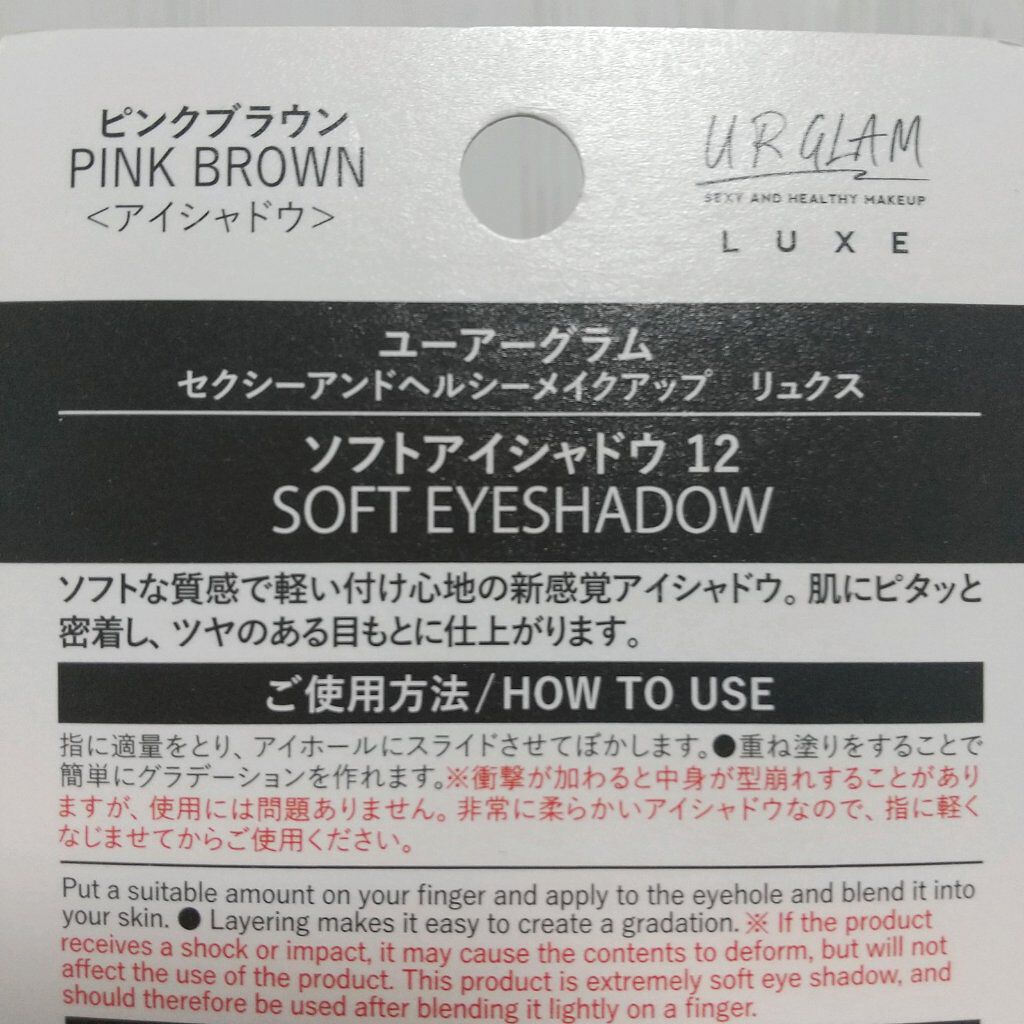 ピンクブラウン
PINK BROWN
<アイシャドウ>
URGLAM
SEXY AND HEALTHY MAKEUP
LUXE
ユーアーグラム
セクシーアンドヘルシーメイクアップ　リュクス
ソフトアイシャドウ 12
SOFT EYESHADOW
ソフトな質感で軽い付け心地の新感覚アイシャドウ。肌にピタッと
密着し、ツヤのある目もとに仕上がります。
ご使用方法/HOW TO USE
指に適量をとり、アイホールにスライドさせてぼかします。●重ね塗りをすることで
簡単にグラデーションを作れます。※衝撃が加わると中身が型崩れすることがあり
ますが、使用には問題ありません。非常に柔らかいアイシャドウなので、指に軽く
なじませてからご使用ください。
Put a suitable amount on your finger and apply to the eyehole and blend it into
your skin. ● Layering makes it easy to create a gradation. ※ If the product
receives a shock or impact, it may cause the contents to deform, but will not
affect the use of the product. This product is extremely soft eye shadow, and
should therefore be used after blending it lightly on a finger.